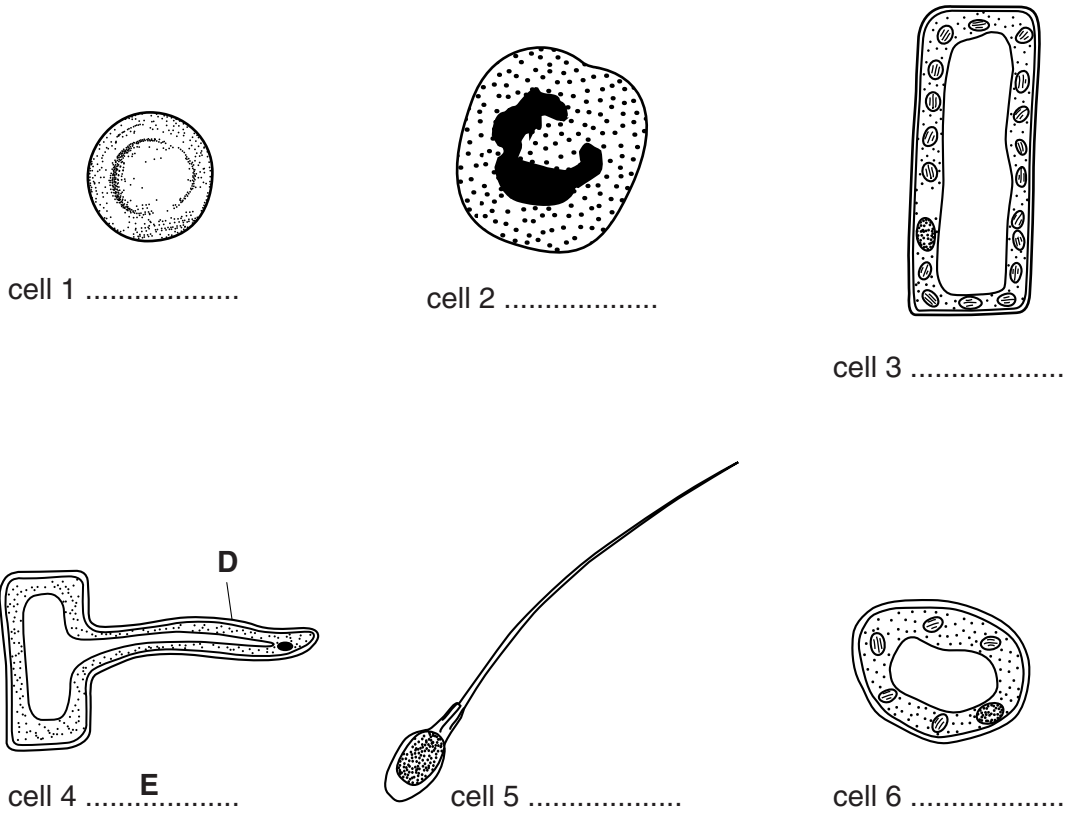 cell 1 ...................
cell 2 ...................
cell 3 ...................
D
cell 4 ........E..........
cell 5 ...................
cell 6 ...................